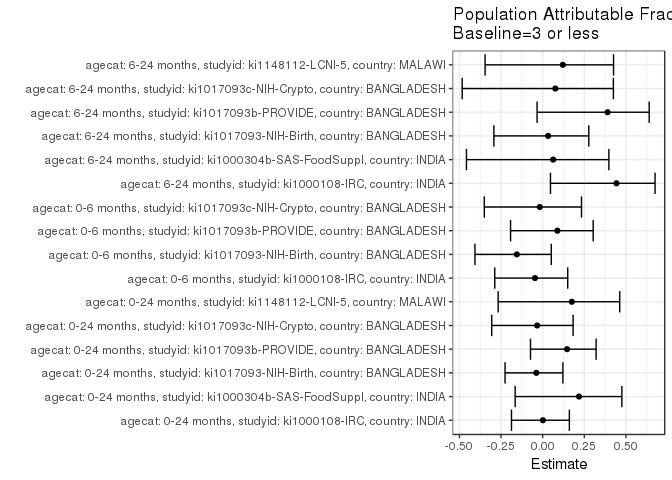 Population Attributable Frac
Baseline=3 or less
agecat: 6-24 months, studyid: ki1148112-LCNI-5, country: MALAWI
agecat: 6-24 months, studyid: ki1017093c-NIH-Crypto, country: BANGLADESH
agecat: 6-24 months, studyid: ki1017093b-PROVIDE, country: BANGLADESH
agecat: 6-24 months, studyid: ki1017093-NIH-Birth, country: BANGLADESH
agecat: 6-24 months, studyid: ki1000304b-SAS-FoodSuppl, country: INDIA
agecat: 6-24 months, studyid: ki1000108-IRC, country: INDIA
agecat: 0-6 months, studyid: ki1017093c-NIH-Crypto, country: BANGLADESH
agecat: 0-6 months, studyid: ki1017093b-PROVIDE, country: BANGLADESH
agecat: 0-6 months, studyid: ki1017093-NIH-Birth, country: BANGLADESH
agecat: 0-6 months, studyid: ki1000108-IRC, country: INDIA
agecat: 0-24 months, studyid: ki1148112-LCNI-5, country: MALAWI
agecat: 0-24 months, studyid: ki1017093c-NIH-Crypto, country: BANGLADESH
agecat: 0-24 months, studyid: ki1017093b-PROVIDE, country: BANGLADESH
agecat: 0-24 months, studyid: ki1017093-NIH-Birth, country: BANGLADESH
agecat: 0-24 months, studyid: ki1000304b-SAS-FoodSuppl, country: INDIA
agecat: 0-24 months, studyid: ki1000108-IRC, country: INDIA
-0.50 -0.25 0.00 0.25 0.50
Estimate